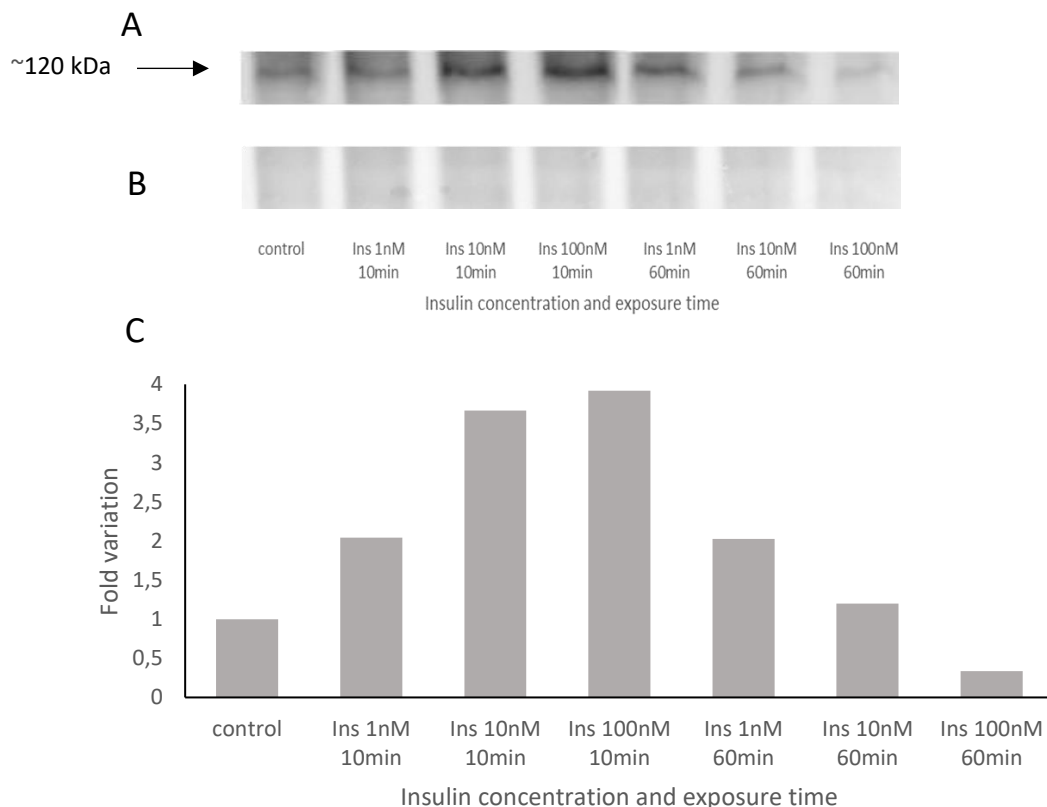 A
~120 kDa
B
control Ins 1nM Ins 10nM Ins 100nM Ins 1nM Ins 10nM Ins 100nM
10min 10min 10min 60min 60min 60min
Insulin concentration and exposure time
C
Fold variation
4
3,5
3
2,5
2
1,5
1
0,5
0
control Ins 1nM Ins 10nM Ins 100nM Ins 1nM Ins 10nM Ins 100nM
10min 10min 10min 60min 60min 60min
Insulin concentration and exposure time